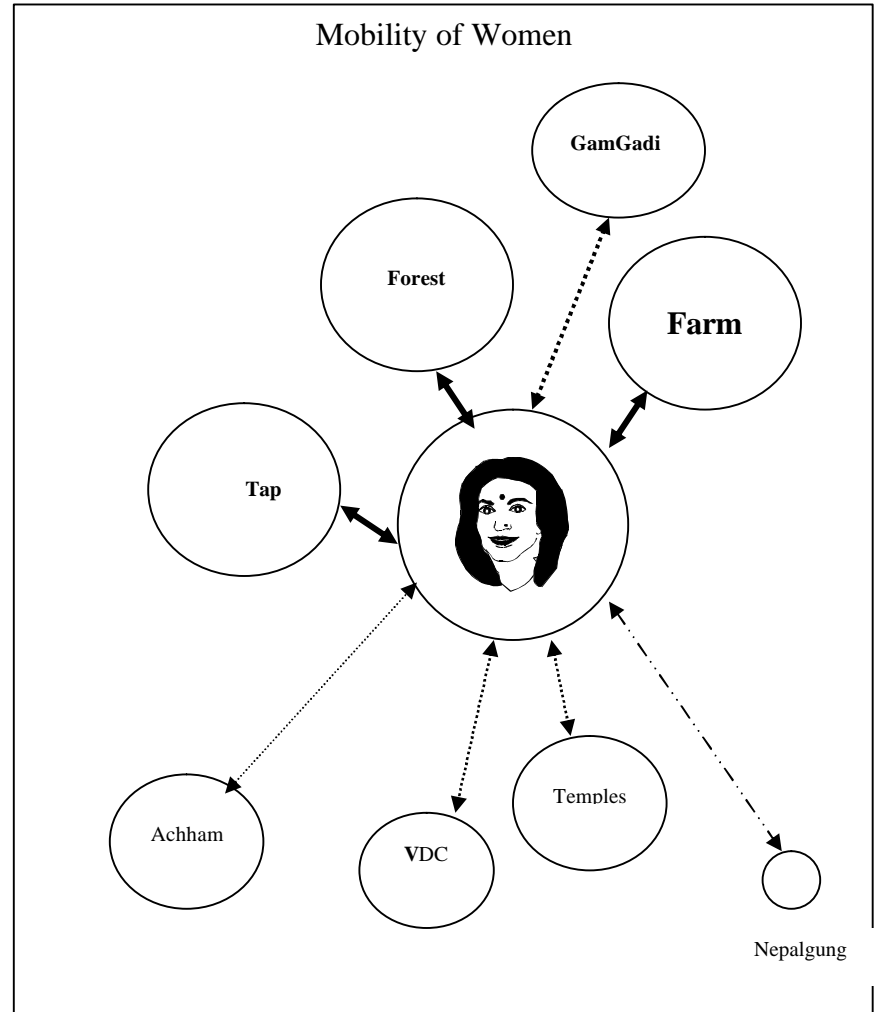 Mobility of Women
GamGadi
Forest
Farm
Tap
Temples
Achham
VDC
Nepalgung